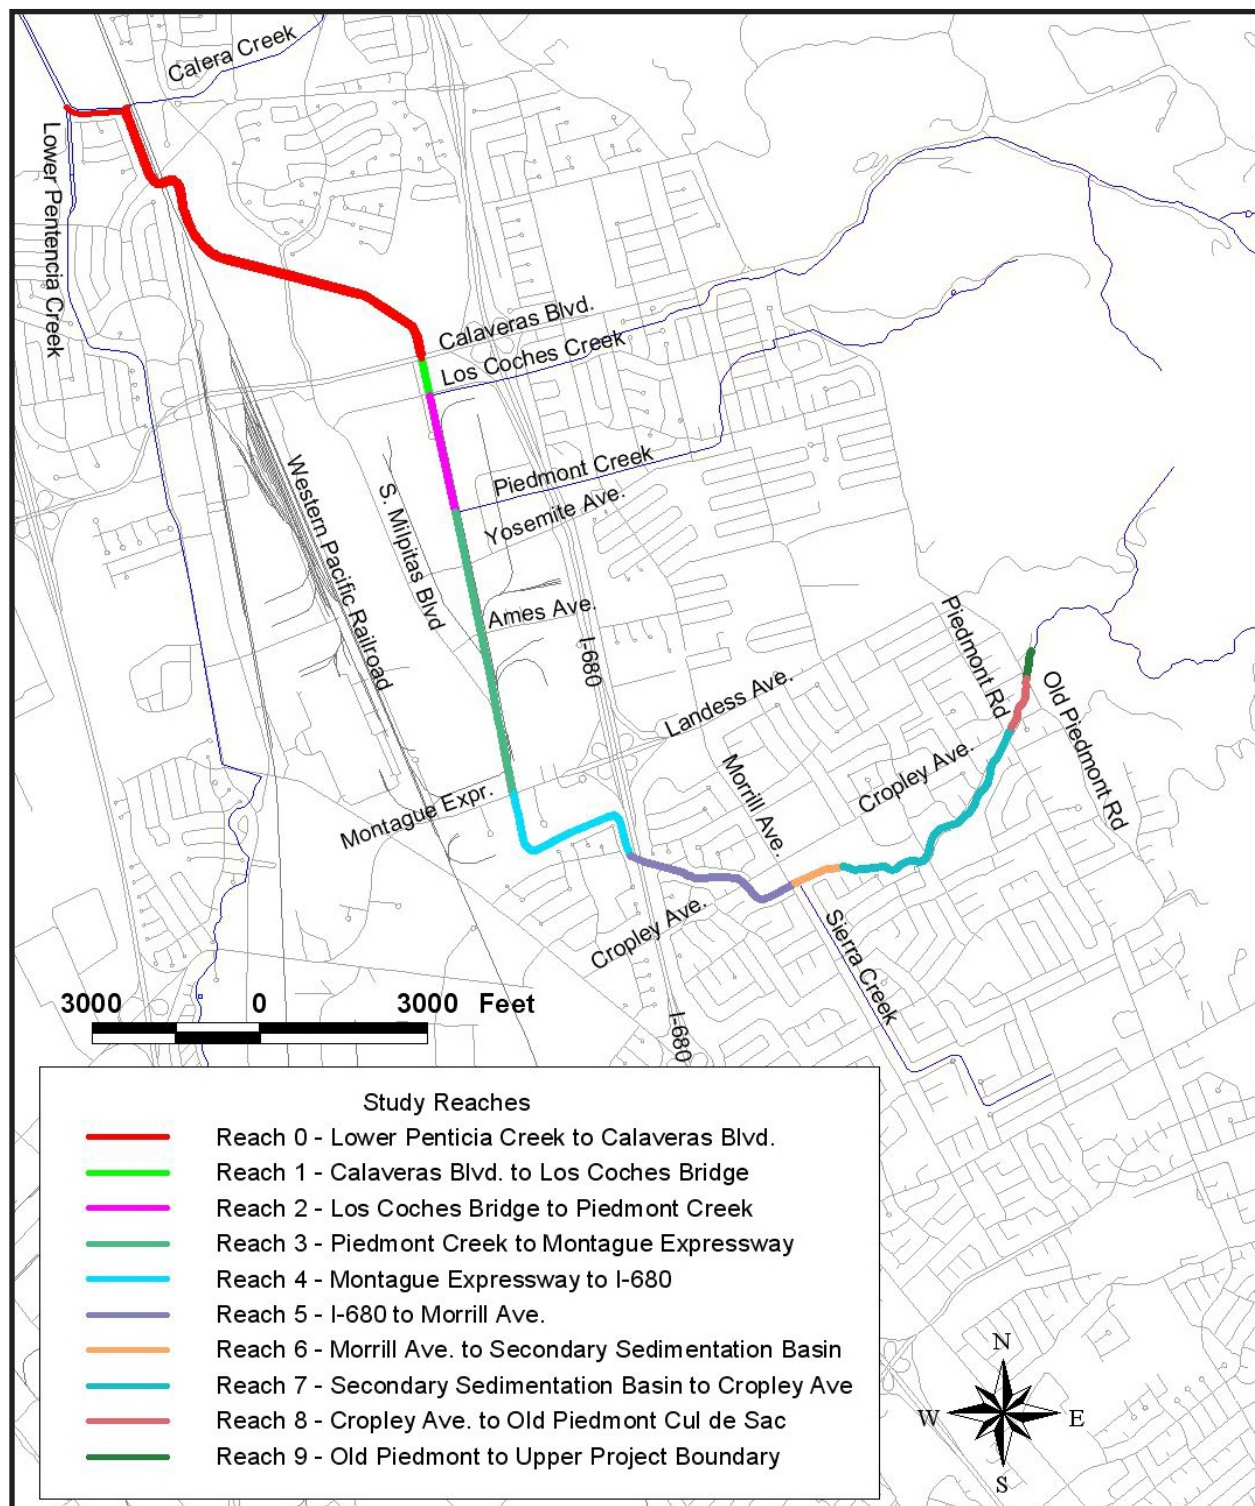 Calera Creek
Lower Pentencia Creek
Calaveras Blvd.
Los Coches Creek
Western Pacific Railroad
S. Milpitas Blvd
Piedmont Creek
Yosemite Ave.
Ames Ave.
I-680
Piedmont Rd
Old Piedmont Rd
Landess Ave.
Morrill Ave.
Cropley Ave.
Montague Expr.
Cropley Ave.
Sierra Creek
I-680
3000 0 3000 Feet
Study Reaches
Reach 0 - Lower Penticia Creek to Calaveras Blvd.
Reach 1 - Calaveras Blvd. to Los Coches Bridge
Reach 2 - Los Coches Bridge to Piedmont Creek
Reach 3 - Piedmont Creek to Montague Expressway
Reach 4 - Montague Expressway to I-680
Reach 5 - I-680 to Morrill Ave.
Reach 6 - Morrill Ave. to Secondary Sedimentation Basin
Reach 7 - Secondary Sedimentation Basin to Cropley Ave
Reach 8 - Cropley Ave. to Old Piedmont Cul de Sac
Reach 9 - Old Piedmont to Upper Project Boundary
N
W E
S